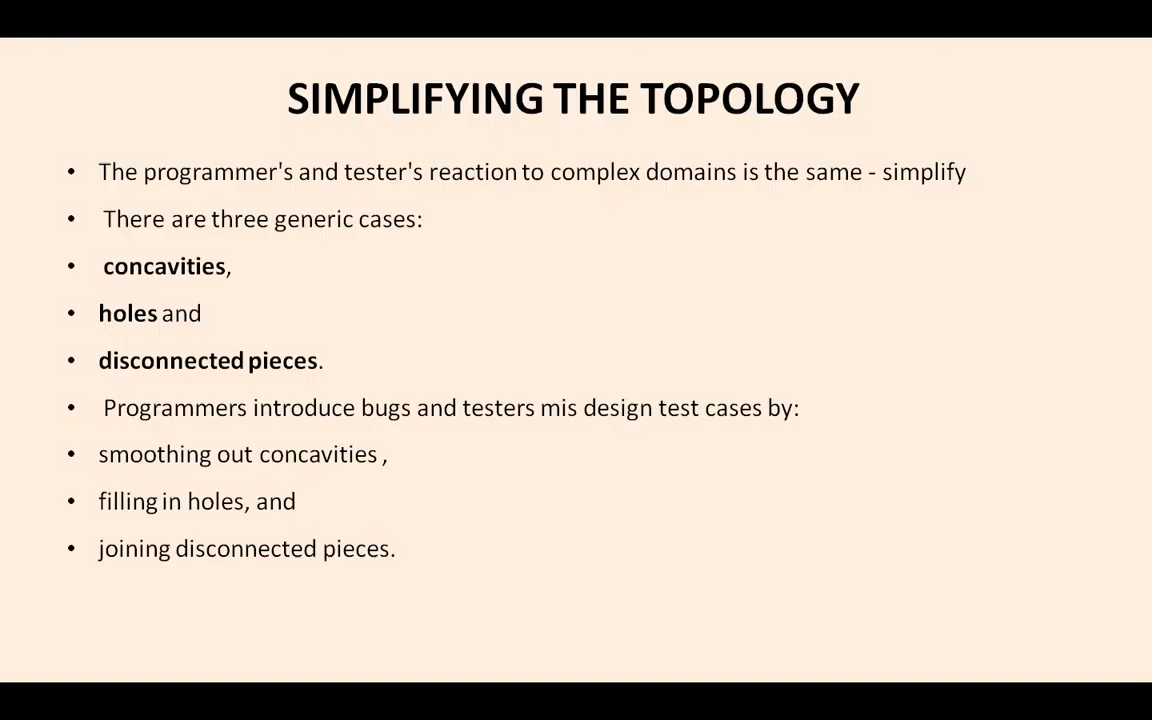 SIMPLIFYING THE TOPOLOGY
• The programmer's and tester's reaction to complex domains is the same - simplify
• There are three generic cases:
• concavities,
• holes and
• disconnected pieces.
• Programmers introduce bugs and testers mis design test cases by:
• smoothing out concavities ,
• filling in holes, and
• joining disconnected pieces.